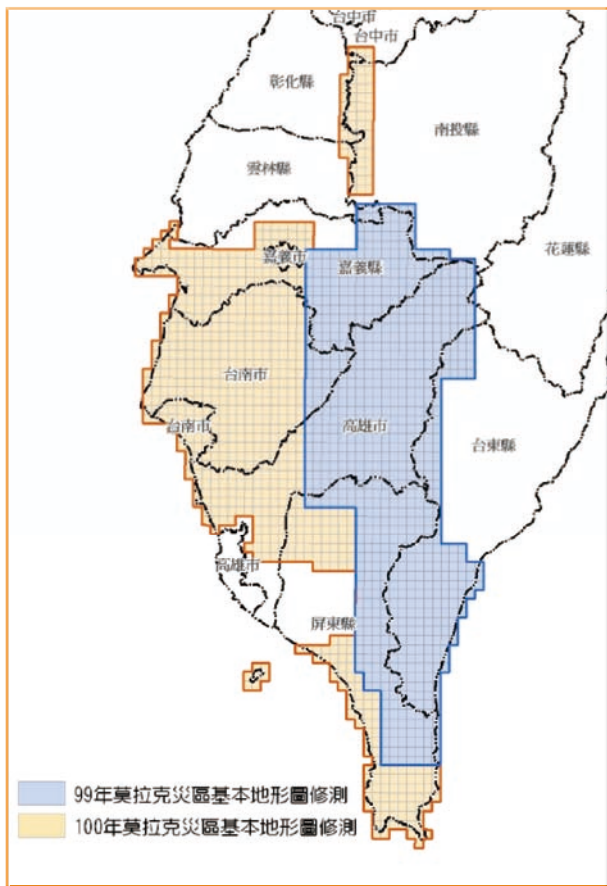 台中市
台中市
彰化縣
南投縣
雲林縣
花蓮縣
嘉義市
嘉義縣
台南市
台南市
高雄市
台東縣
高雄市
屏東縣
99年莫拉克災區基本地形圖修測
100年莫拉克災區基本地形圖修測